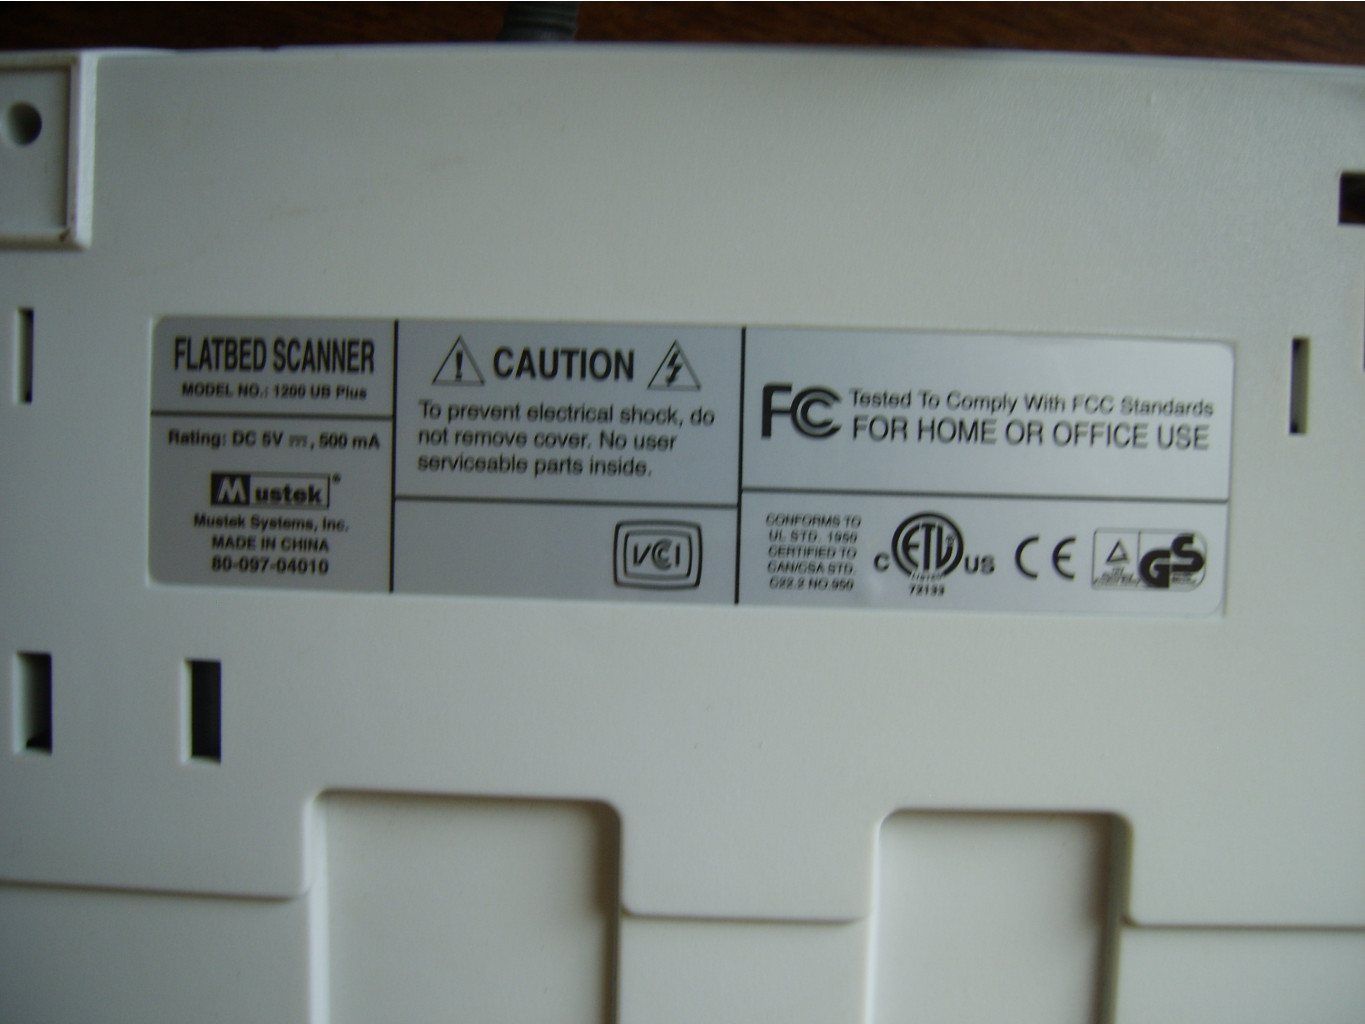 FLATBED SCANNER
MODEL NO.: 1200 UB Plus
Rating: DC 5V ⎓, 500 mA
Mustek®
Mustek Systems, Inc.
MADE IN CHINA
80-097-04010
CAUTION
To prevent electrical shock, do
not remove cover. No user
serviceable parts inside.
VCCI
FC Tested To Comply With FCC Standards
FOR HOME OR OFFICE USE
CONFORMS TO
UL STD. 1950
CERTIFIED TO
CAN/CSA STD.
C22.2 NO.950
C ETL US
LISTED
72133
CE
GS